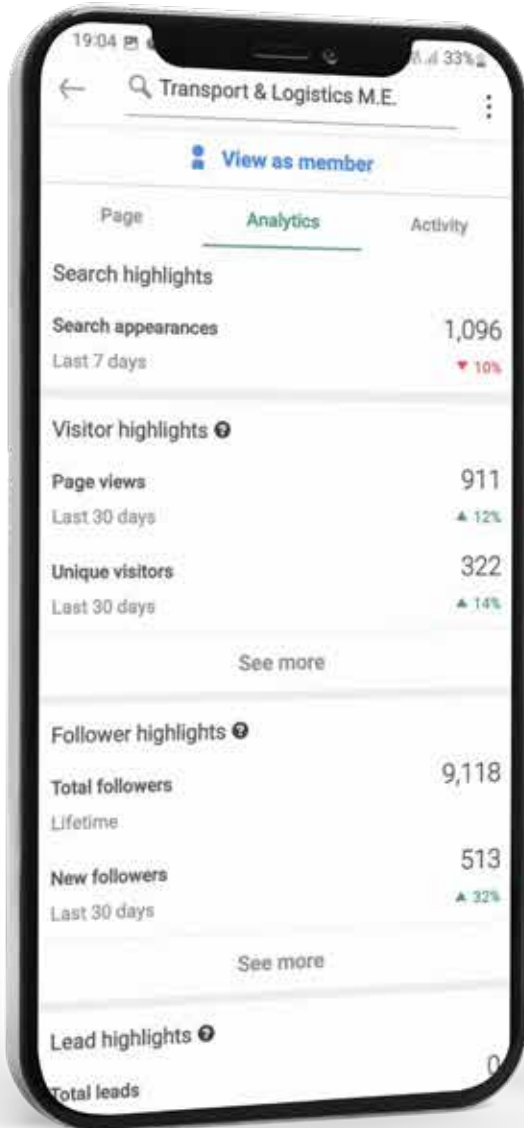 19:04
33%
Transport & Logistics M.E.
View as member
Page Analytics Activity
Search highlights
Search appearances 1,096
Last 7 days ▼ 10%
Visitor highlights ?
Page views 911
Last 30 days ▲ 12%
Unique visitors 322
Last 30 days ▲ 14%
See more
Follower highlights ?
Total followers 9,118
Lifetime
New followers 513
Last 30 days ▲ 32%
See more
Lead highlights ?
Total leads 0